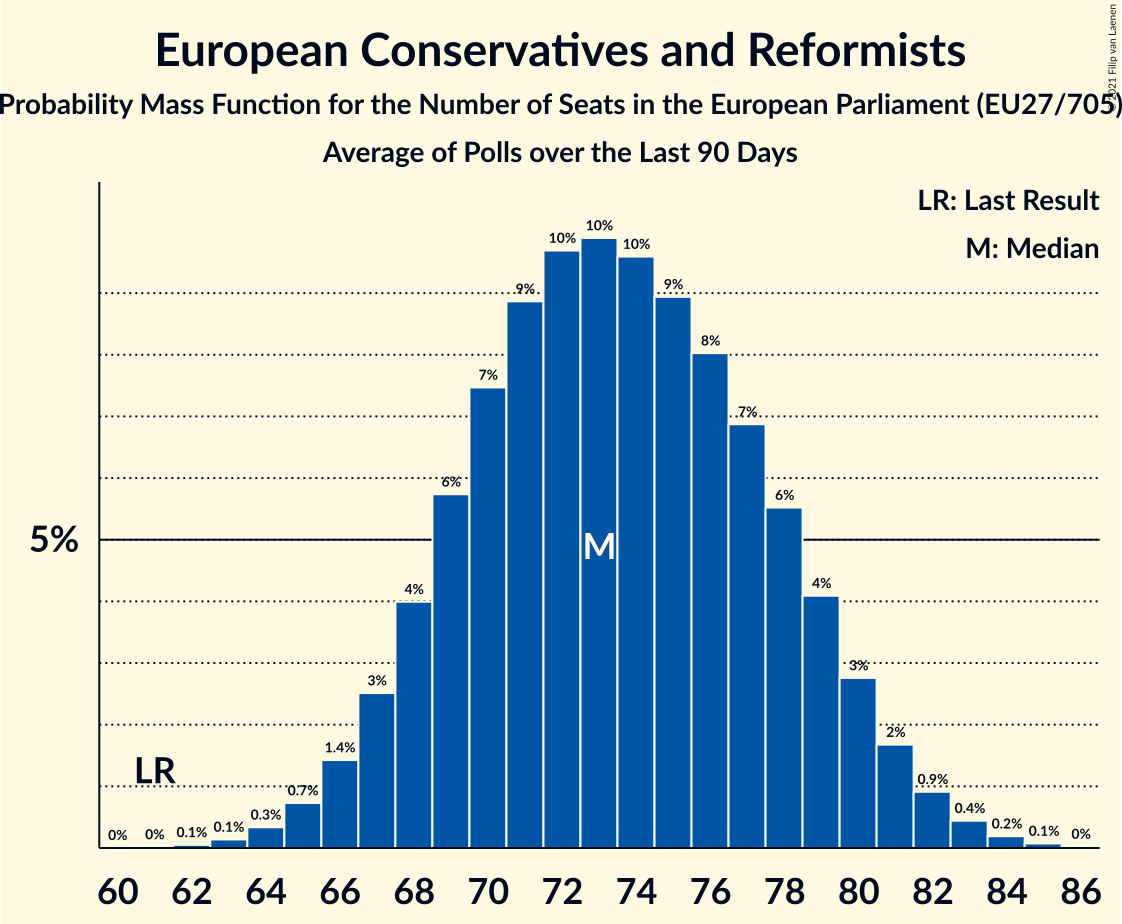 European Conservatives and Reformists
Probability Mass Function for the Number of Seats in the European Parliament (EU27/705)
Average of Polls over the Last 90 Days
© 2021 Filip van Laenen
LR: Last Result
M: Median
10%
10% 10%
9% 9%
8%
7%
7%
6%
6%
5%
M
4%
4%
3%
3%
2%
1.4%
LR
0.9%
0.7%
0.4%
0.3%
0.2%
0% 0% 0.1% 0.1% 0.1% 0%
60 62 64 66 68 70 72 74 76 78 80 82 84 86